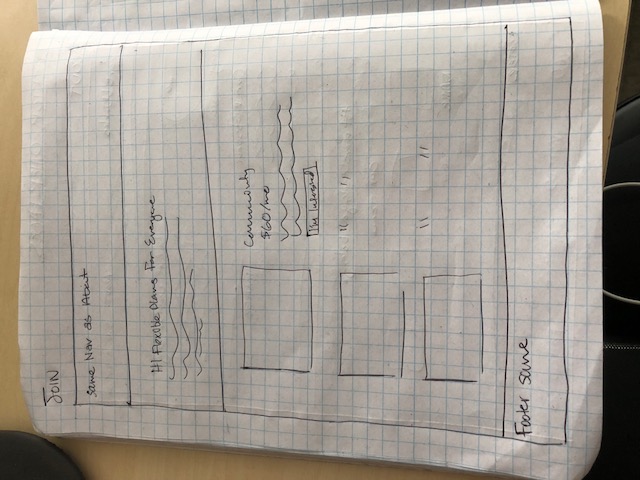 JOIN
Same Nav as About
H1 Flexible Plans For Everyone
Community
$60/mo
I'm Interested
" "
" "
Footer same